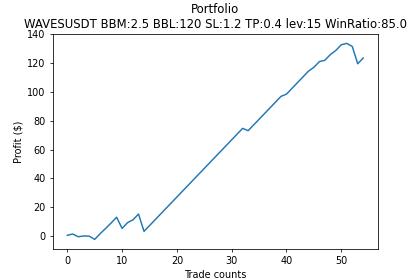 Portfolio
WAVESUSDT BBM:2.5 BBL:120 SL:1.2 TP:0.4 lev:15 WinRatio:85.0
140
120
100
80
60
40
20
0
Profit ($)
0 10 20 30 40 50
Trade counts